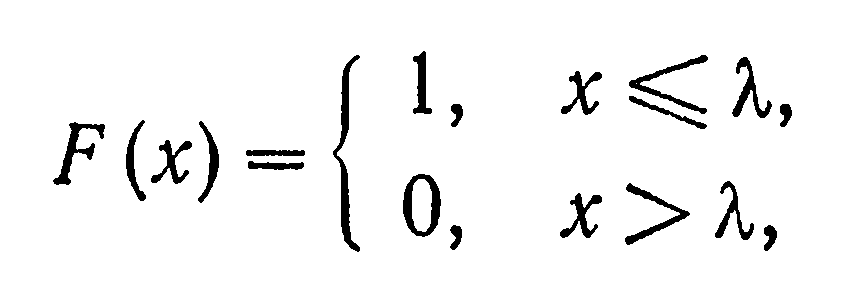 F(x) = { 1, x ⩽ λ,
0, x > λ,